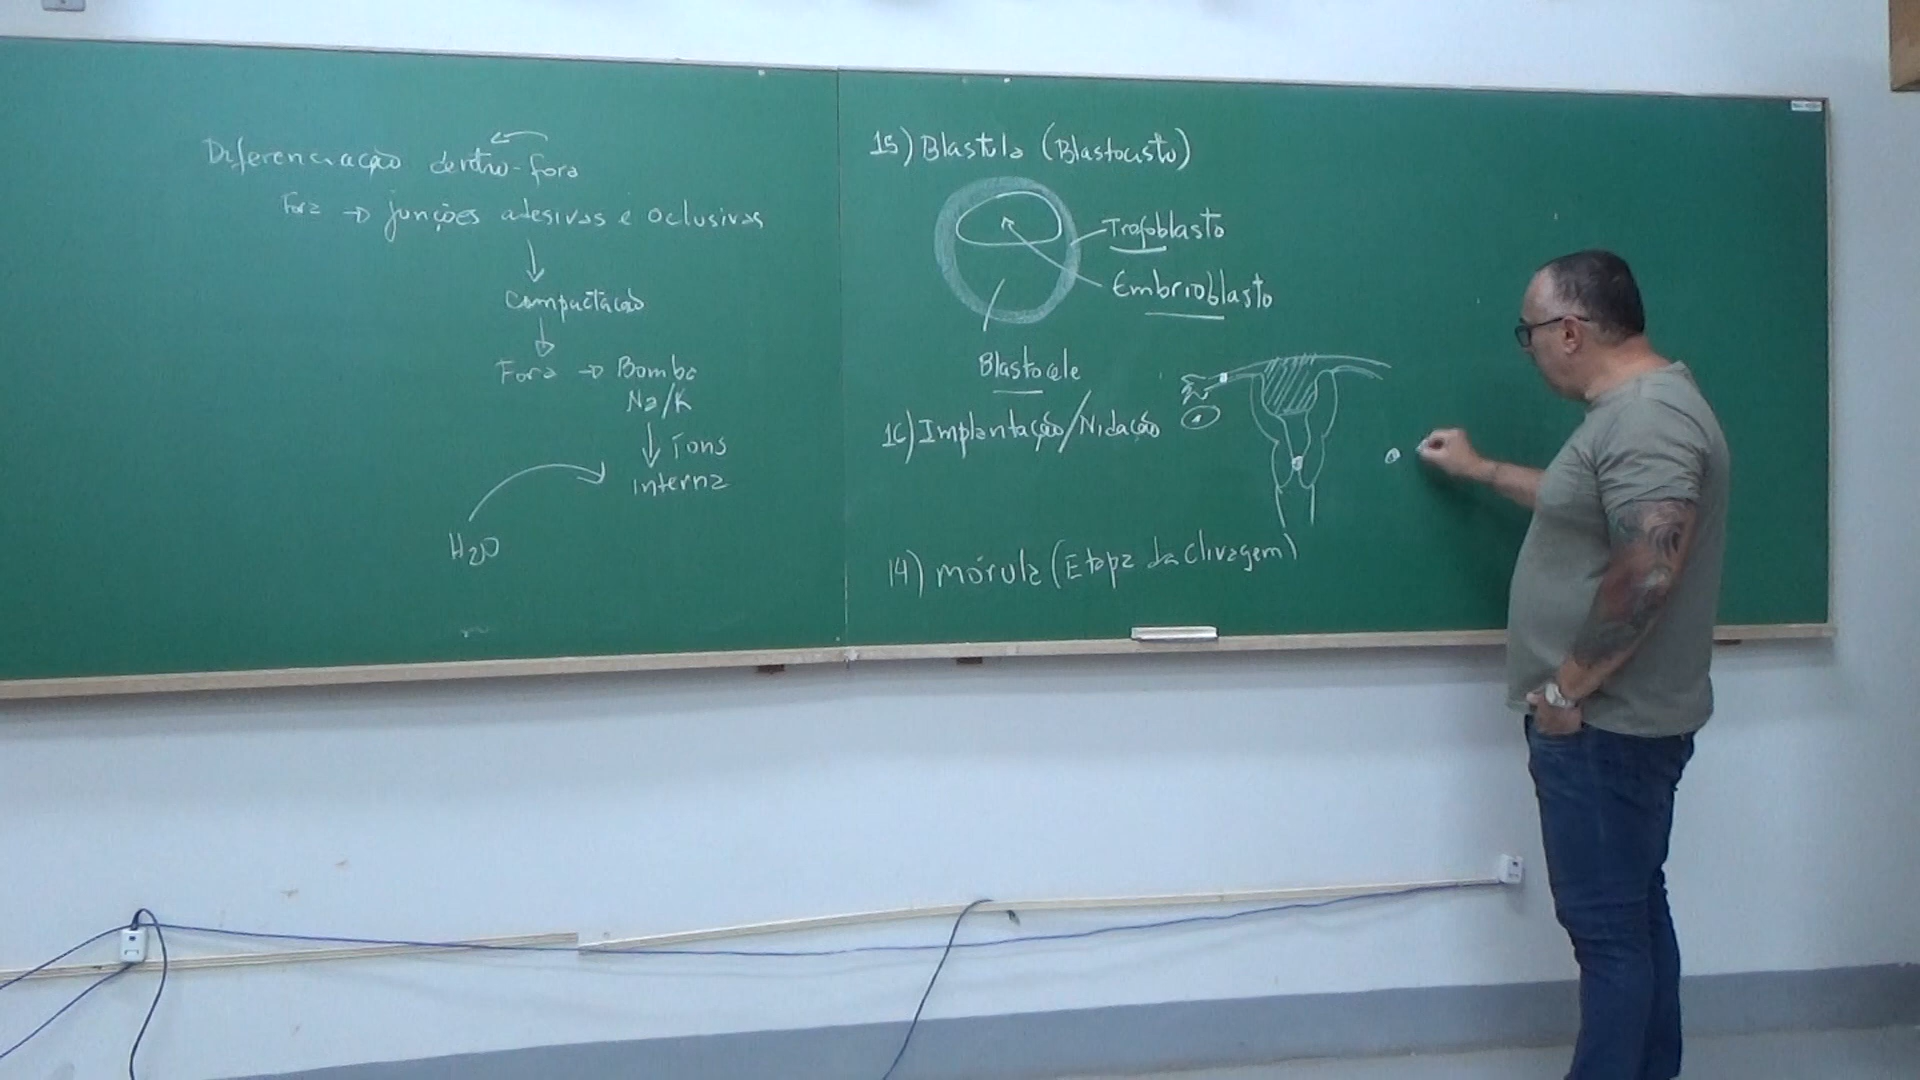 Diferenciação dentro-fora
Fora → junções adesivas e oclusivas
Compactação
Fora → Bomba
Na/K
Íons
interna
H2O
15) Blastula (Blastocisto)
Trofoblasto
Embrioblasto
Blastocele
16) Implantação/Nidação
14) mórula (Etapa da Clivagem)